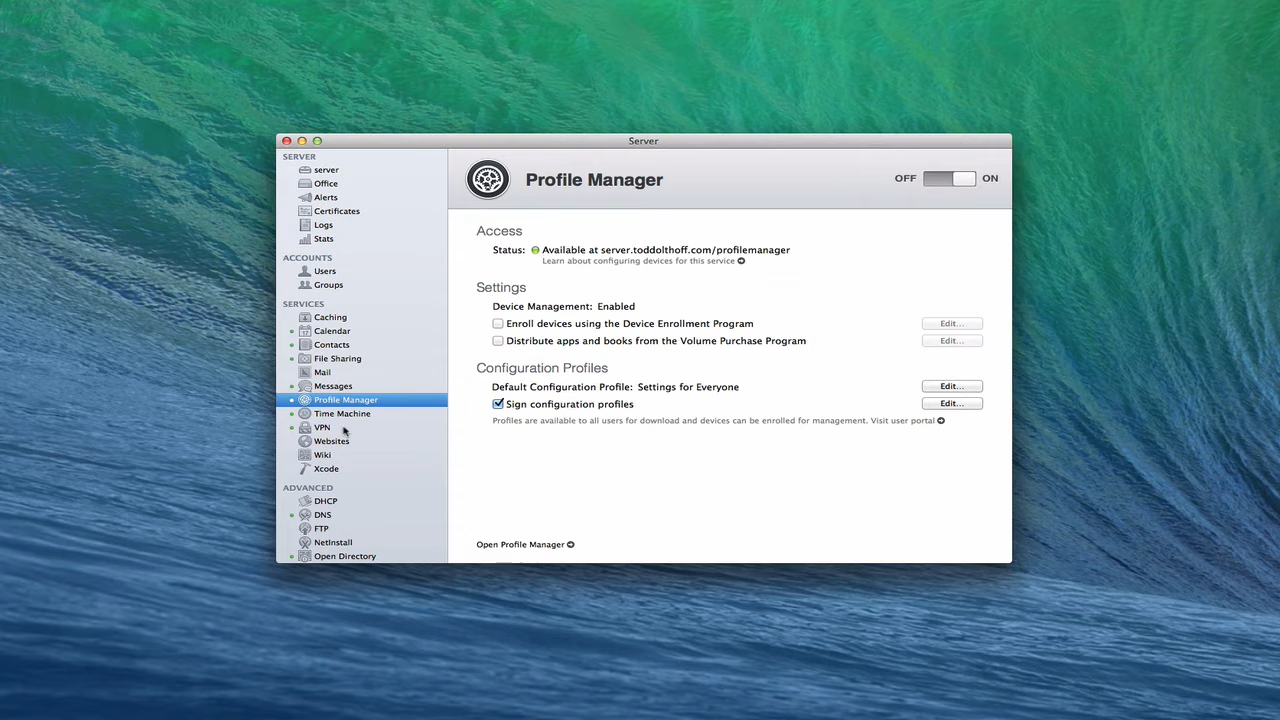 Server
SERVER
server
Office
Alerts
Certificates
Logs
Stats
ACCOUNTS
Users
Groups
SERVICES
Caching
Calendar
Contacts
File Sharing
Mail
Messages
Profile Manager
Time Machine
VPN
Websites
Wiki
Xcode
ADVANCED
DHCP
DNS
FTP
NetInstall
Open Directory
Profile Manager
OFF ON
Access
Status: Available at server.toddolthoff.com/profilemanager
Learn about configuring devices for this service
Settings
Device Management: Enabled
Enroll devices using the Device Enrollment Program Edit...
Distribute apps and books from the Volume Purchase Program Edit...
Configuration Profiles
Default Configuration Profile: Settings for Everyone Edit...
Sign configuration profiles Edit...
Profiles are available to all users for download and devices can be enrolled for management. Visit user portal
Open Profile Manager